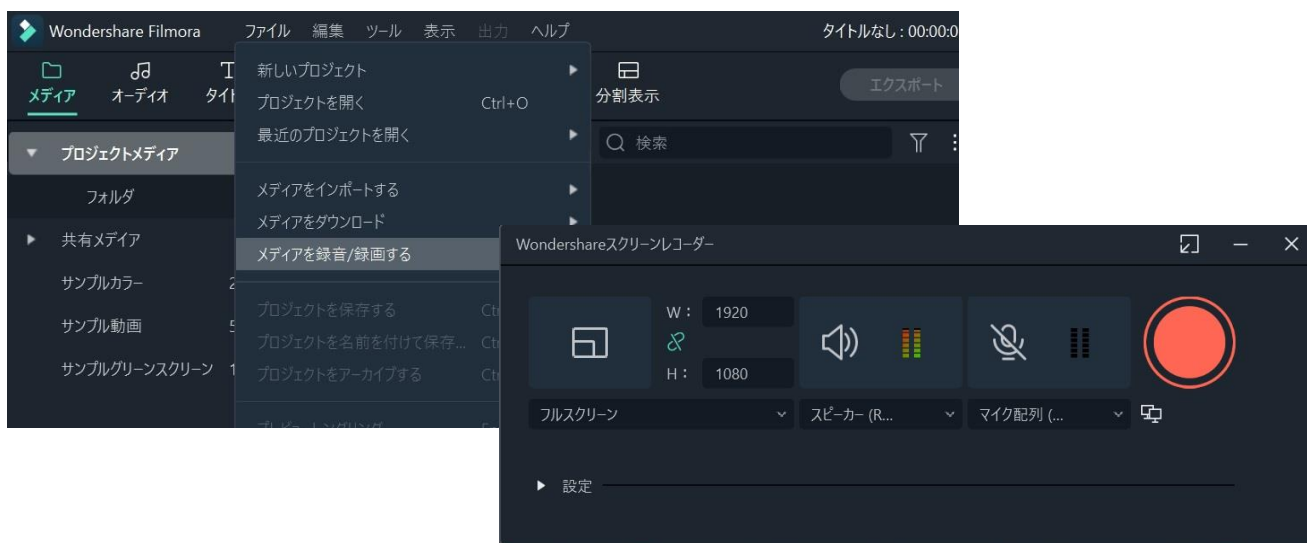 Wondershare Filmora
ファイル 編集 ツール 表示 出力 ヘルプ
タイトルなし : 00:00:0
メディア オーディオ タイト
分割表示
エクスポート
新しいプロジェクト
プロジェクトを開く Ctrl+O
最近のプロジェクトを開く
検索
プロジェクトメディア
フォルダ
共有メデイア
サンプルカラー 2
サンプル動画 5
サンプルグリーンスクリーン 1
メディアをインポートする
メディアをダウンロード
メディアを録音/録画する
プロジェクトを保存する Ctr
プロジェクトを名前を付けて保存... Ctr
プロジェクトをアーカイブする Ctr
Wondershareスクリーンレコーダー
W : 1920
H : 1080
フルスクリーン
スピーカー (R...
マイク配列 (...
設定